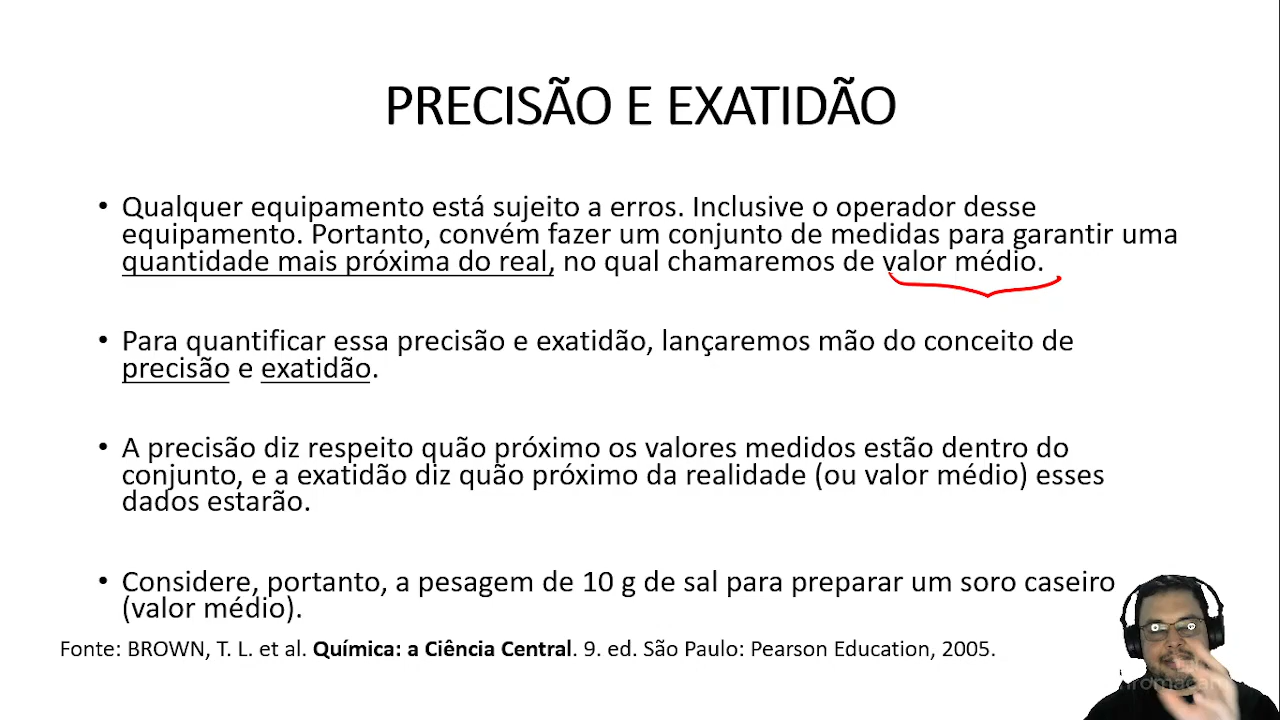 PRECISÃO E EXATIDÃO
• Qualquer equipamento está sujeito a erros. Inclusive o operador desse
equipamento. Portanto, convém fazer um conjunto de medidas para garantir uma
quantidade mais próxima do real, no qual chamaremos de valor médio.
• Para quantificar essa precisão e exatidão, lançaremos mão do conceito de
precisão e exatidão.
• A precisão diz respeito quão próximo os valores medidos estão dentro do
conjunto, e a exatidão diz quão próximo da realidade (ou valor médio) esses
dados estarão.
• Considere, portanto, a pesagem de 10 g de sal para preparar um soro caseiro
(valor médio).
Fonte: BROWN, T. L. et al. Química: a Ciência Central. 9. ed. São Paulo: Pearson Education, 2005.